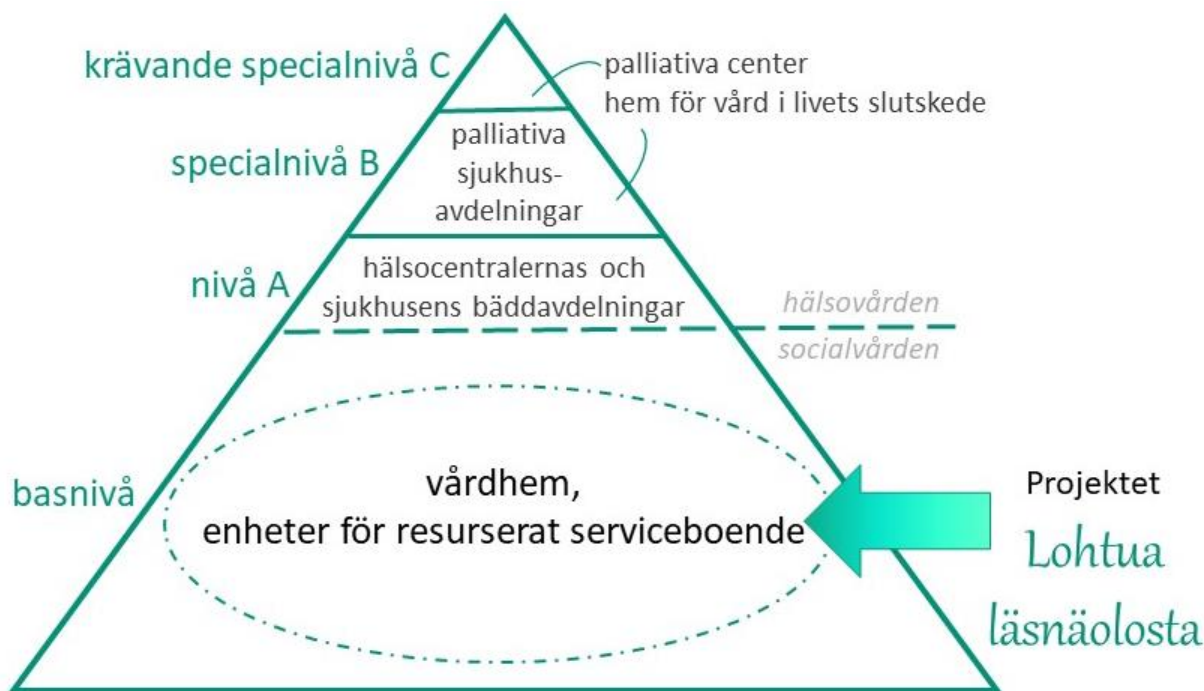 krävande specialnivå C
palliativa center
hem för vård i livets slutskede
specialnivå B
palliativa
sjukhus-
avdelningar
nivå A
hälsocentralernas och
sjukhusens bäddavdelningar
hälsovården
socialvården
basnivå
vårdhem,
enheter för resurserat serviceboende
Projektet
Lohtua
läsnäolosta